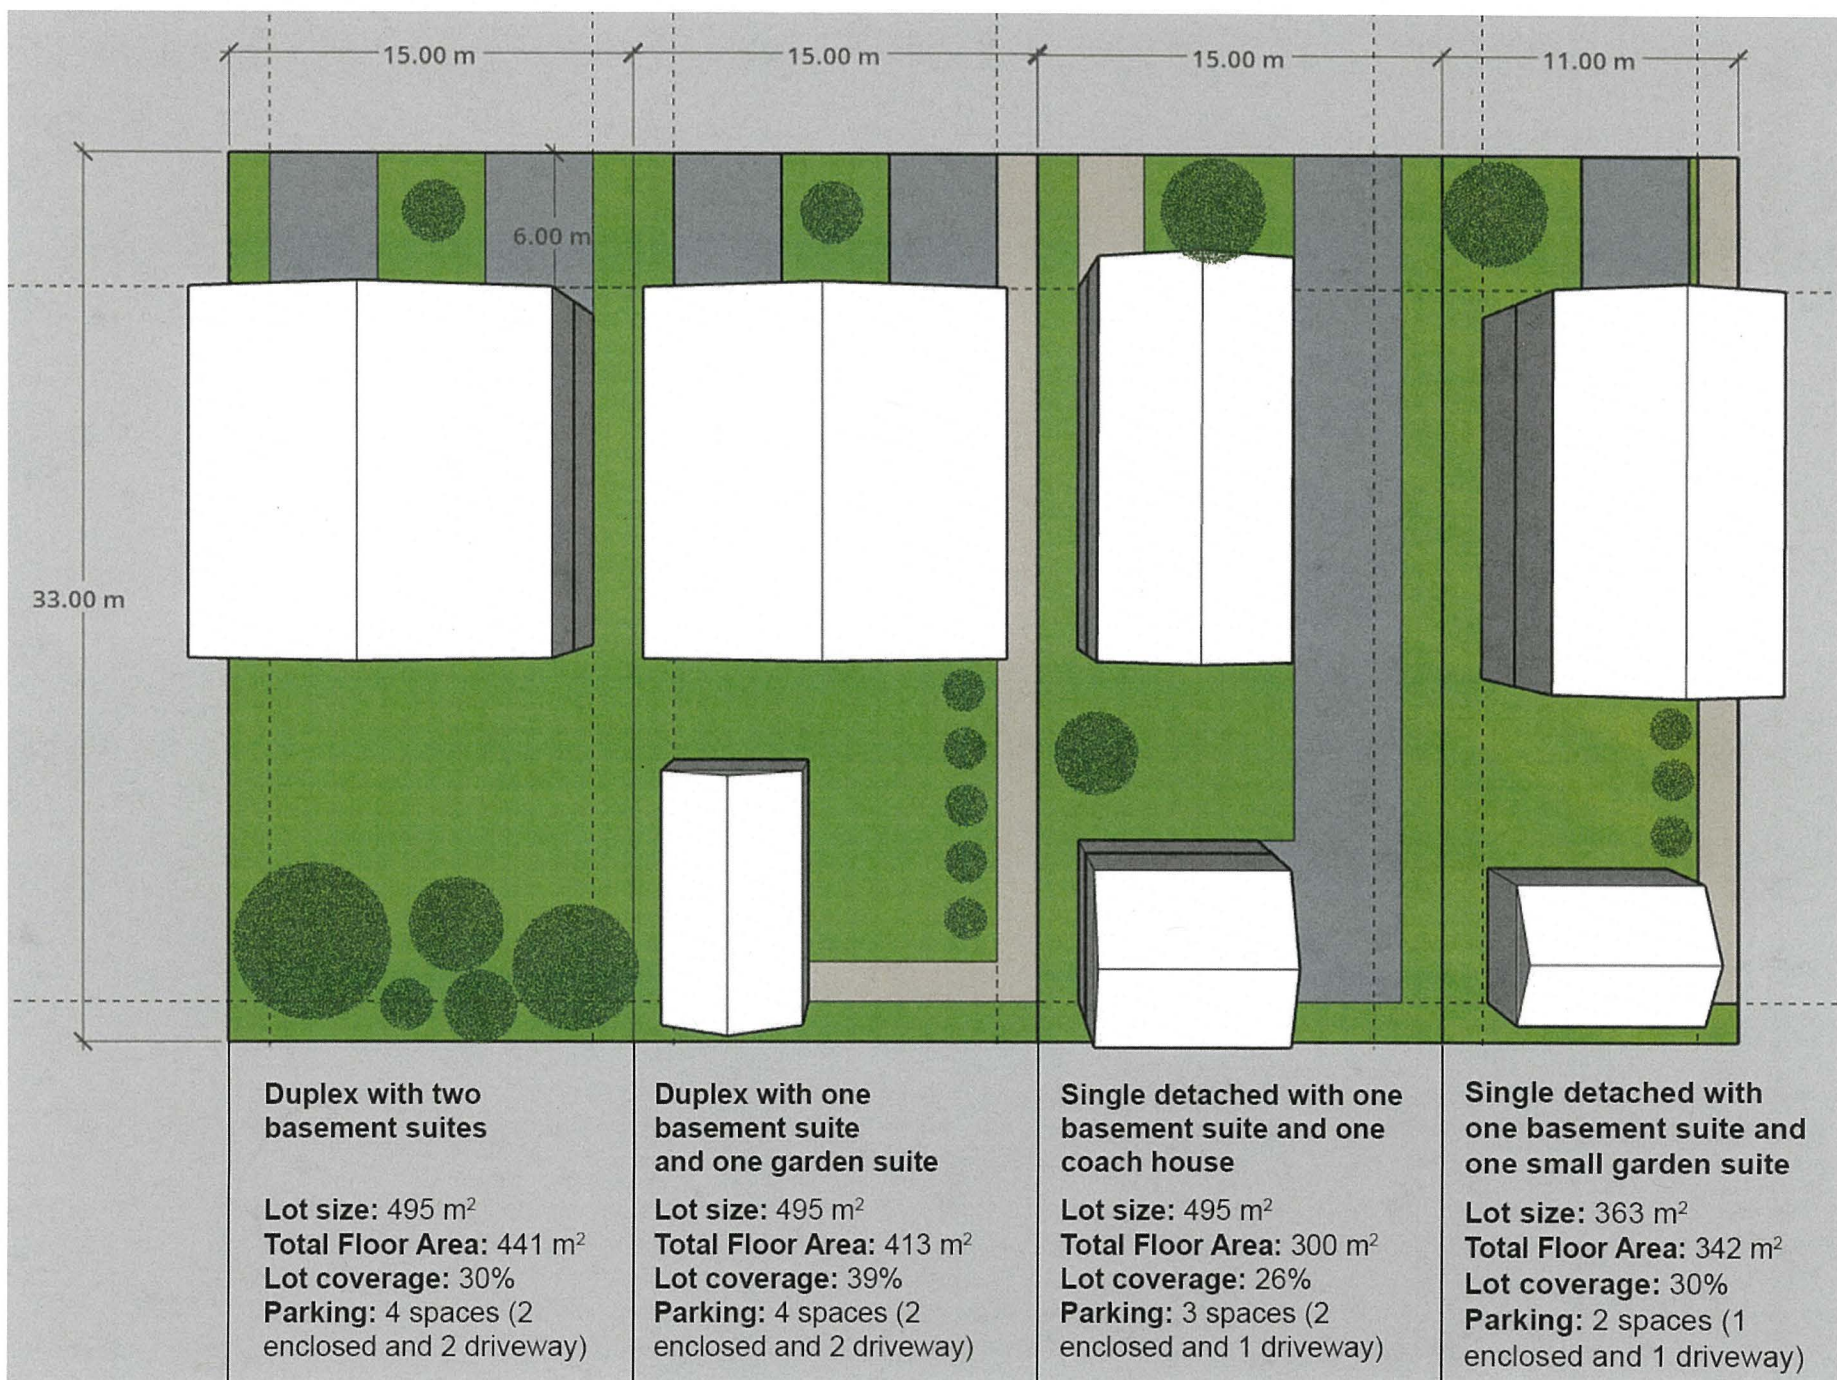 15.00 m
15.00 m
15.00 m
11.00 m
6.00 m
33.00 m
Duplex with two
basement suites
Lot size: 495 m²
Total Floor Area: 441 m²
Lot coverage: 30%
Parking: 4 spaces (2
enclosed and 2 driveway)
Duplex with one
basement suite
and one garden suite
Lot size: 495 m²
Total Floor Area: 413 m²
Lot coverage: 39%
Parking: 4 spaces (2
enclosed and 2 driveway)
Single detached with one
basement suite and one
coach house
Lot size: 495 m²
Total Floor Area: 300 m²
Lot coverage: 26%
Parking: 3 spaces (2
enclosed and 1 driveway)
Single detached with
one basement suite and
one small garden suite
Lot size: 363 m²
Total Floor Area: 342 m²
Lot coverage: 30%
Parking: 2 spaces (1
enclosed and 1 driveway)